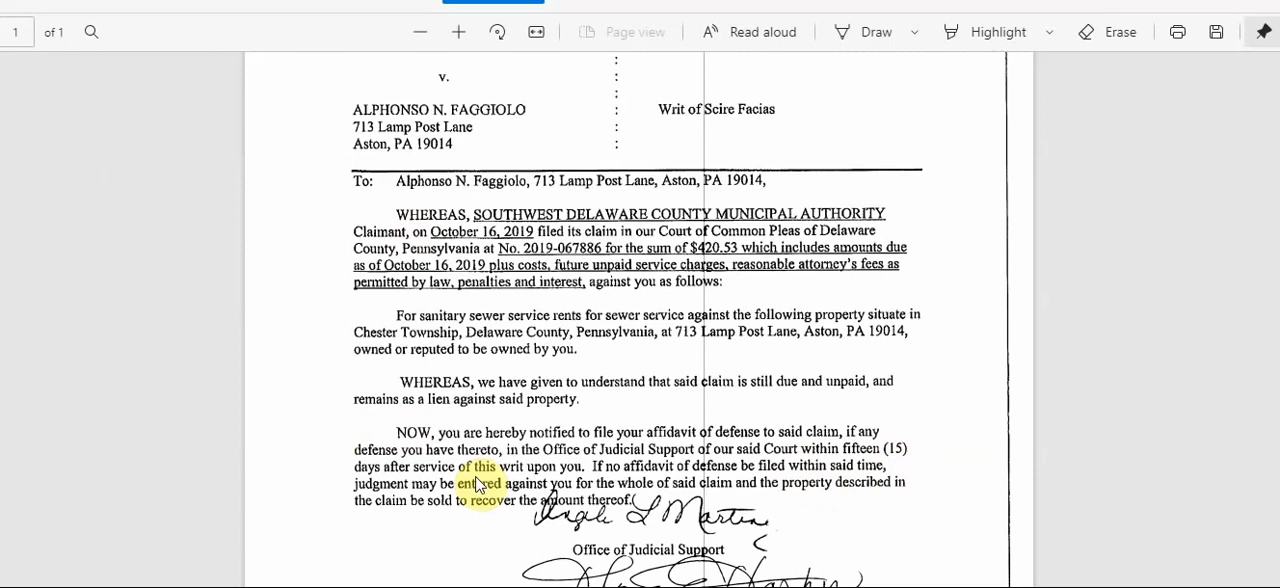 1 of 1 Page view Read aloud Draw Highlight Erase
v.
ALPHONSO N. FAGGIOLO : Writ of Scire Facias
713 Lamp Post Lane :
Aston, PA 19014 :
To: Alphonso N. Faggiolo, 713 Lamp Post Lane, Aston, PA 19014,
WHEREAS, SOUTHWEST DELAWARE COUNTY MUNICIPAL AUTHORITY
Claimant, on October 16, 2019 filed its claim in our Court of Common Pleas of Delaware
County, Pennsylvania at No. 2019-067886 for the sum of $420.53 which includes amounts due
as of October 16, 2019 plus costs, future unpaid service charges, reasonable attorney's fees as
permitted by law, penalties and interest, against you as follows:
For sanitary sewer service rents for sewer service against the following property situate in
Chester Township, Delaware County, Pennsylvania, at 713 Lamp Post Lane, Aston, PA 19014,
owned or reputed to be owned by you.
WHEREAS, we have given to understand that said claim is still due and unpaid, and
remains as a lien against said property.
NOW, you are hereby notified to file your affidavit of defense to said claim, if any
defense you have thereto, in the Office of Judicial Support of our said Court within fifteen (15)
days after service of this writ upon you. If no affidavit of defense be filed within said time,
judgment may be entered against you for the whole of said claim and the property described in
the claim be sold to recover the amount thereof.
Office of Judicial Support